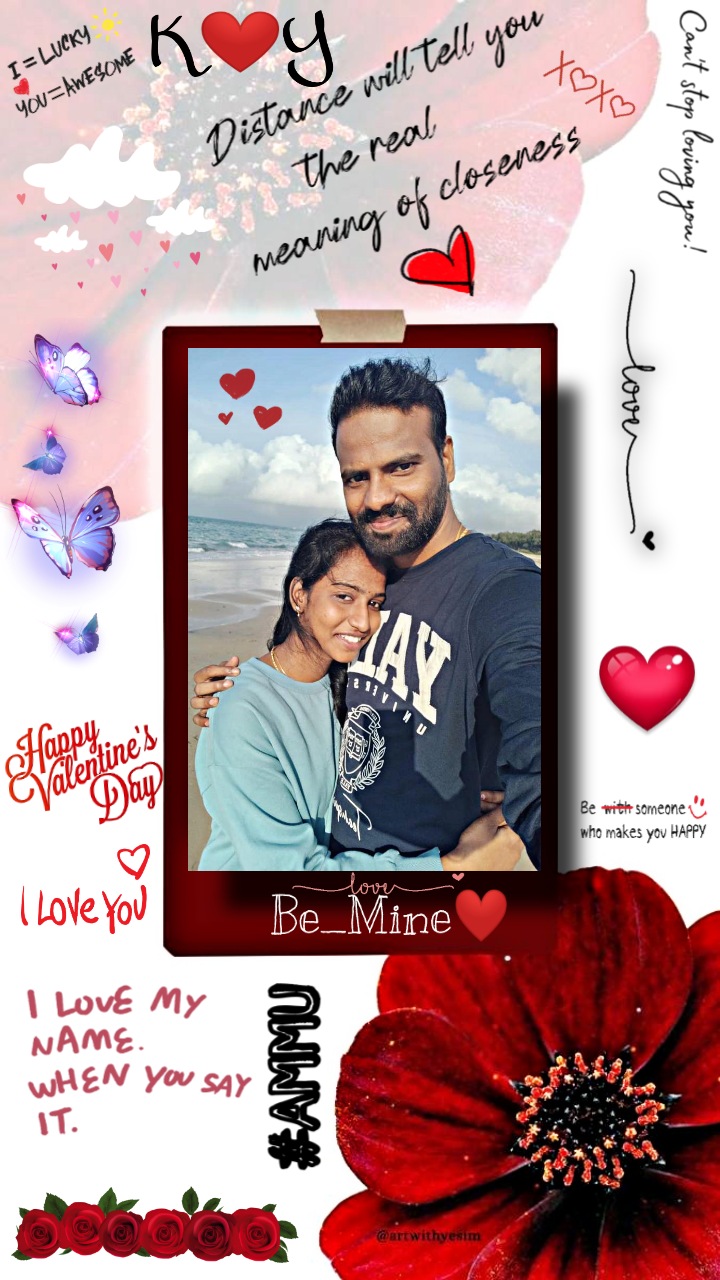 I = LUCKY
YOU = AWESOME
K❤️Y
Distance will tell you
the real
meaning of closeness
X♡X♡
Can't stop loving you!
love
YALE
UNIVERS
Happy
Valentine's
Day
I LOVE YOU
Be with someone
who makes you HAPPY
love
Be_Mine❤️
I LOVE MY
NAME.
WHEN YOU SAY
IT.
#AMMU
@artwithyesim